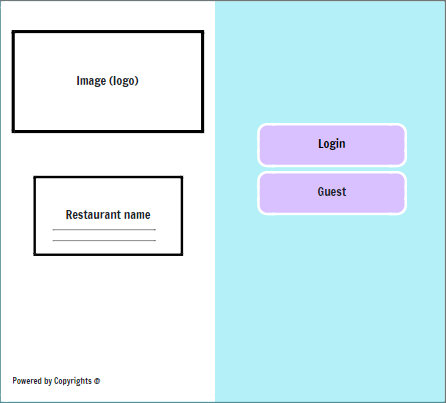 Image (logo)
Restaurant name
Powered by Copyrights @
Login
Guest